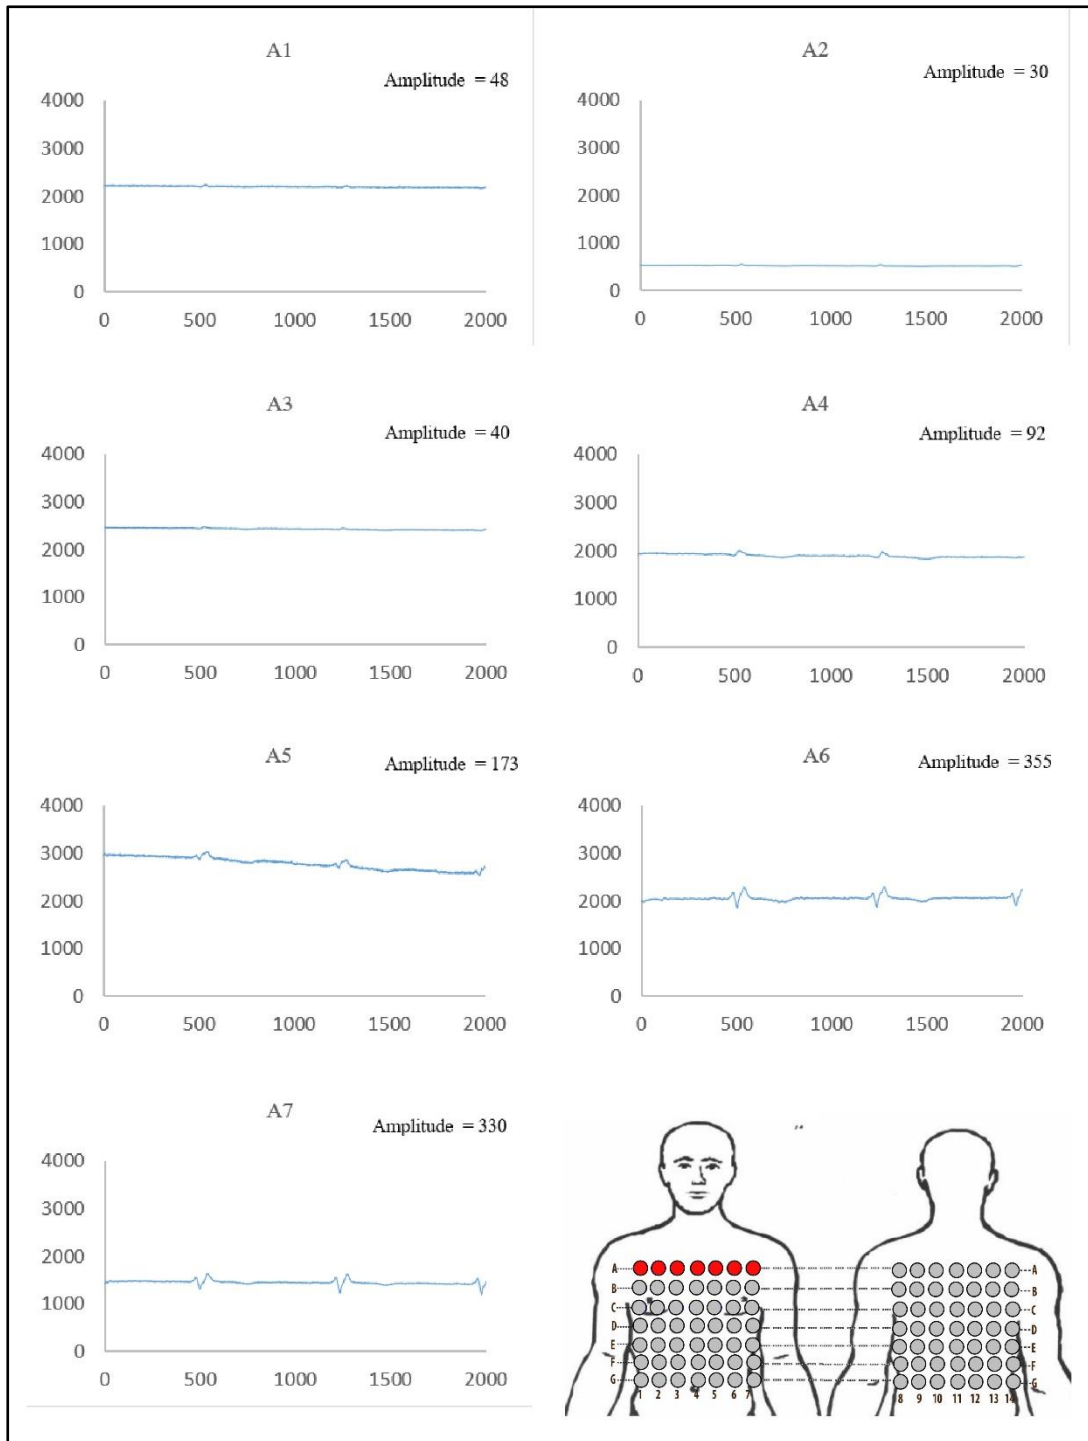 A1
Amplitude = 48
4000
3000
2000
1000
0
0 500 1000 1500 2000
A2
Amplitude = 30
4000
3000
2000
1000
0
0 500 1000 1500 2000
A3
Amplitude = 40
4000
3000
2000
1000
0
0 500 1000 1500 2000
A4
Amplitude = 92
4000
3000
2000
1000
0
0 500 1000 1500 2000
A5
Amplitude = 173
4000
3000
2000
1000
0
0 500 1000 1500 2000
A6
Amplitude = 355
4000
3000
2000
1000
0
0 500 1000 1500 2000
A7
Amplitude = 330
4000
3000
2000
1000
0
0 500 1000 1500 2000
A A
B B
C C
D D
E E
F F
G G
1 2 3 4 5 6 7 8 9 10 11 12 13 14